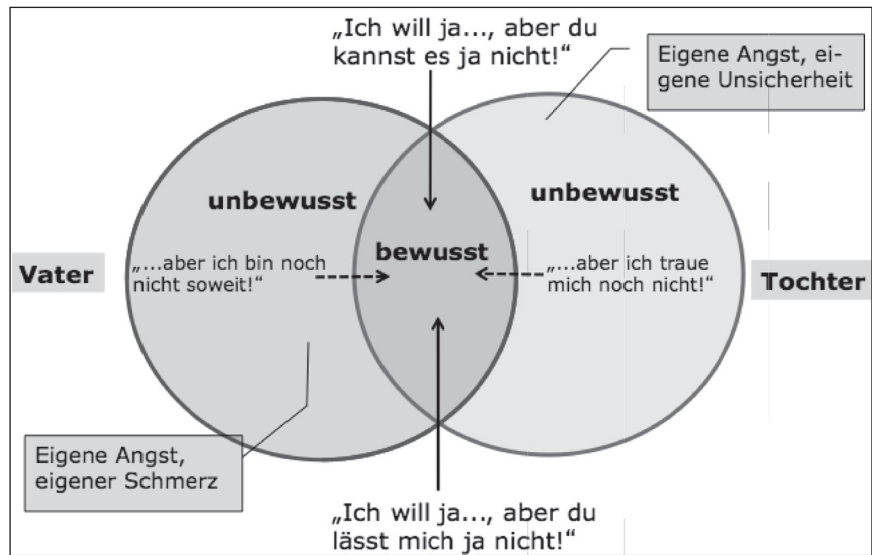 „Ich will ja..., aber du
kannst es ja nicht!“
Eigene Angst, ei-
gene Unsicherheit
unbewusst
unbewusst
bewusst
Vater
„...aber ich bin noch
nicht soweit!“
„...aber ich traue
mich noch nicht!“
Tochter
Eigene Angst,
eigener Schmerz
„Ich will ja..., aber du
lässt mich ja nicht!“